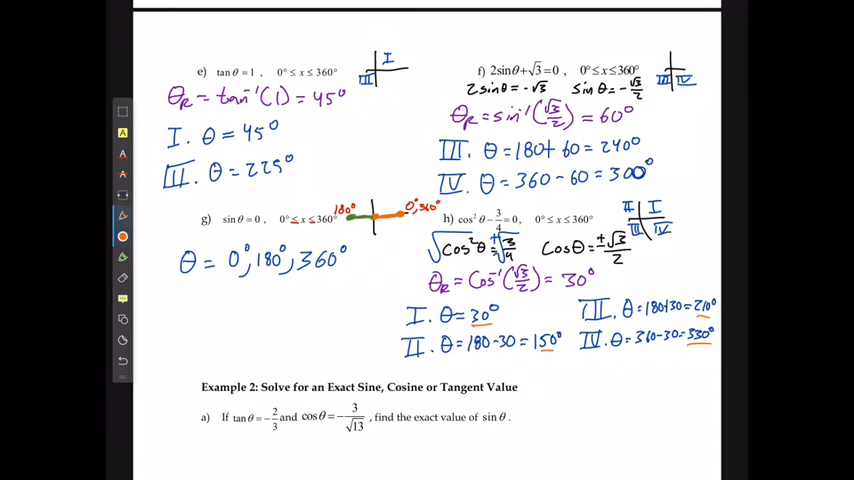 e) tan θ = 1 , 0° ≤ x ≤ 360°
I
III
θR = tan⁻¹(1) = 45°
I. θ = 45°
III. θ = 225°
f) 2sin θ + √3 = 0 , 0° ≤ x ≤ 360°
III IV
2sinθ = -√3 sinθ = -√3/2
θR = sin⁻¹(√3/2) = 60°
III. θ = 180 + 60 = 240°
IV. θ = 360 - 60 = 300°
g) sin θ = 0 , 0° ≤ x ≤ 360°
180° 0°, 360°
θ = 0°, 180°, 360°
h) cos² θ - 3/4 = 0 , 0° ≤ x ≤ 360°
II I
III IV
√cos²θ = ±√3/4 cosθ = ±√3/2
θR = cos⁻¹(√3/2) = 30°
I. θ = 30°
II. θ = 180 - 30 = 150°
III. θ = 180+30 = 210°
IV. θ = 360-30 = 330°
Example 2: Solve for an Exact Sine, Cosine or Tangent Value
a) If tan θ = -2/3 and cos θ = -3/√13 , find the exact value of sin θ .